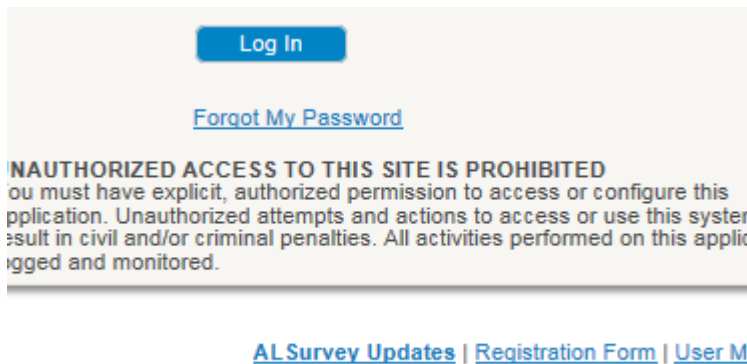 Log In
Forgot My Password
NAUTHORIZED ACCESS TO THIS SITE IS PROHIBITED
ou must have explicit, authorized permission to access or configure this
pplication. Unauthorized attempts and actions to access or use this syster
esult in civil and/or criminal penalties. All activities performed on this applic
ogged and monitored.
ALSurvey Updates | Registration Form | User M